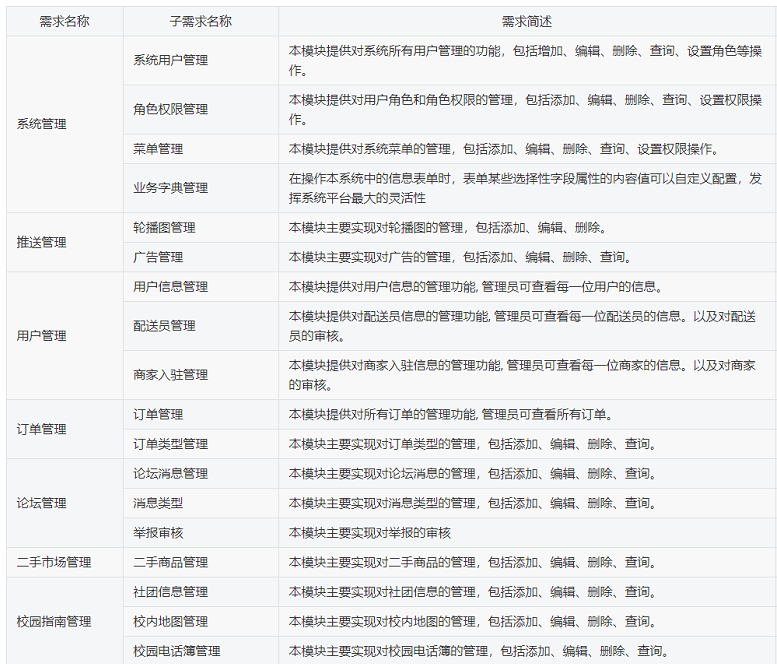 需求名称 子需求名称 需求简述
系统管理
系统用户管理
本模块提供对系统所有用户管理的功能，包括增加、编辑、删除、查询、设置角色等操
作。
角色权限管理
本模块提供对用户角色和角色权限的管理，包括添加、编辑、删除、查询、设置权限操
作。
菜单管理
本模块提供对系统菜单的管理，包括添加、编辑、删除、查询、设置权限操作。
业务字典管理
在操作本系统中的信息表单时，表单某些选择性字段属性的内容值可以自定义配置，发
挥系统平台最大的灵活性
推送管理
轮播图管理
本模块主要实现对轮播图的管理，包括添加、编辑、删除。
广告管理
本模块主要实现对广告的管理，包括添加、编辑、删除、查询。
用户管理
用户信息管理
本模块提供对用户信息的管理功能, 管理员可查看每一位用户的信息。
配送员管理
本模块提供对配送员信息的管理功能, 管理员可查看每一位配送员的信息。以及对配送
员的审核。
商家入驻管理
本模块提供对商家入驻信息的管理功能, 管理员可查看每一位商家的信息。以及对商家
的审核。
订单管理
订单管理
本模块提供对所有订单的管理功能, 管理员可查看所有订单。
订单类型管理
本模块主要实现对订单类型的管理，包括添加、编辑、删除、查询。
论坛管理
论坛消息管理
本模块主要实现对论坛消息的管理，包括添加、编辑、删除、查询。
消息类型
本模块主要实现对消息类型的管理，包括添加、编辑、删除、查询。
举报审核
本模块主要实现对举报的审核
二手市场管理
二手商品管理
本模块主要实现对二手商品的管理，包括添加、编辑、删除、查询。
校园指南管理
社团信息管理
本模块主要实现对社团信息的管理，包括添加、编辑、删除、查询。
校内地图管理
本模块主要实现对校内地图的管理，包括添加、编辑、删除、查询。
校园电话簿管理
本模块主要实现对校园电话簿的管理，包括添加、编辑、删除、查询。